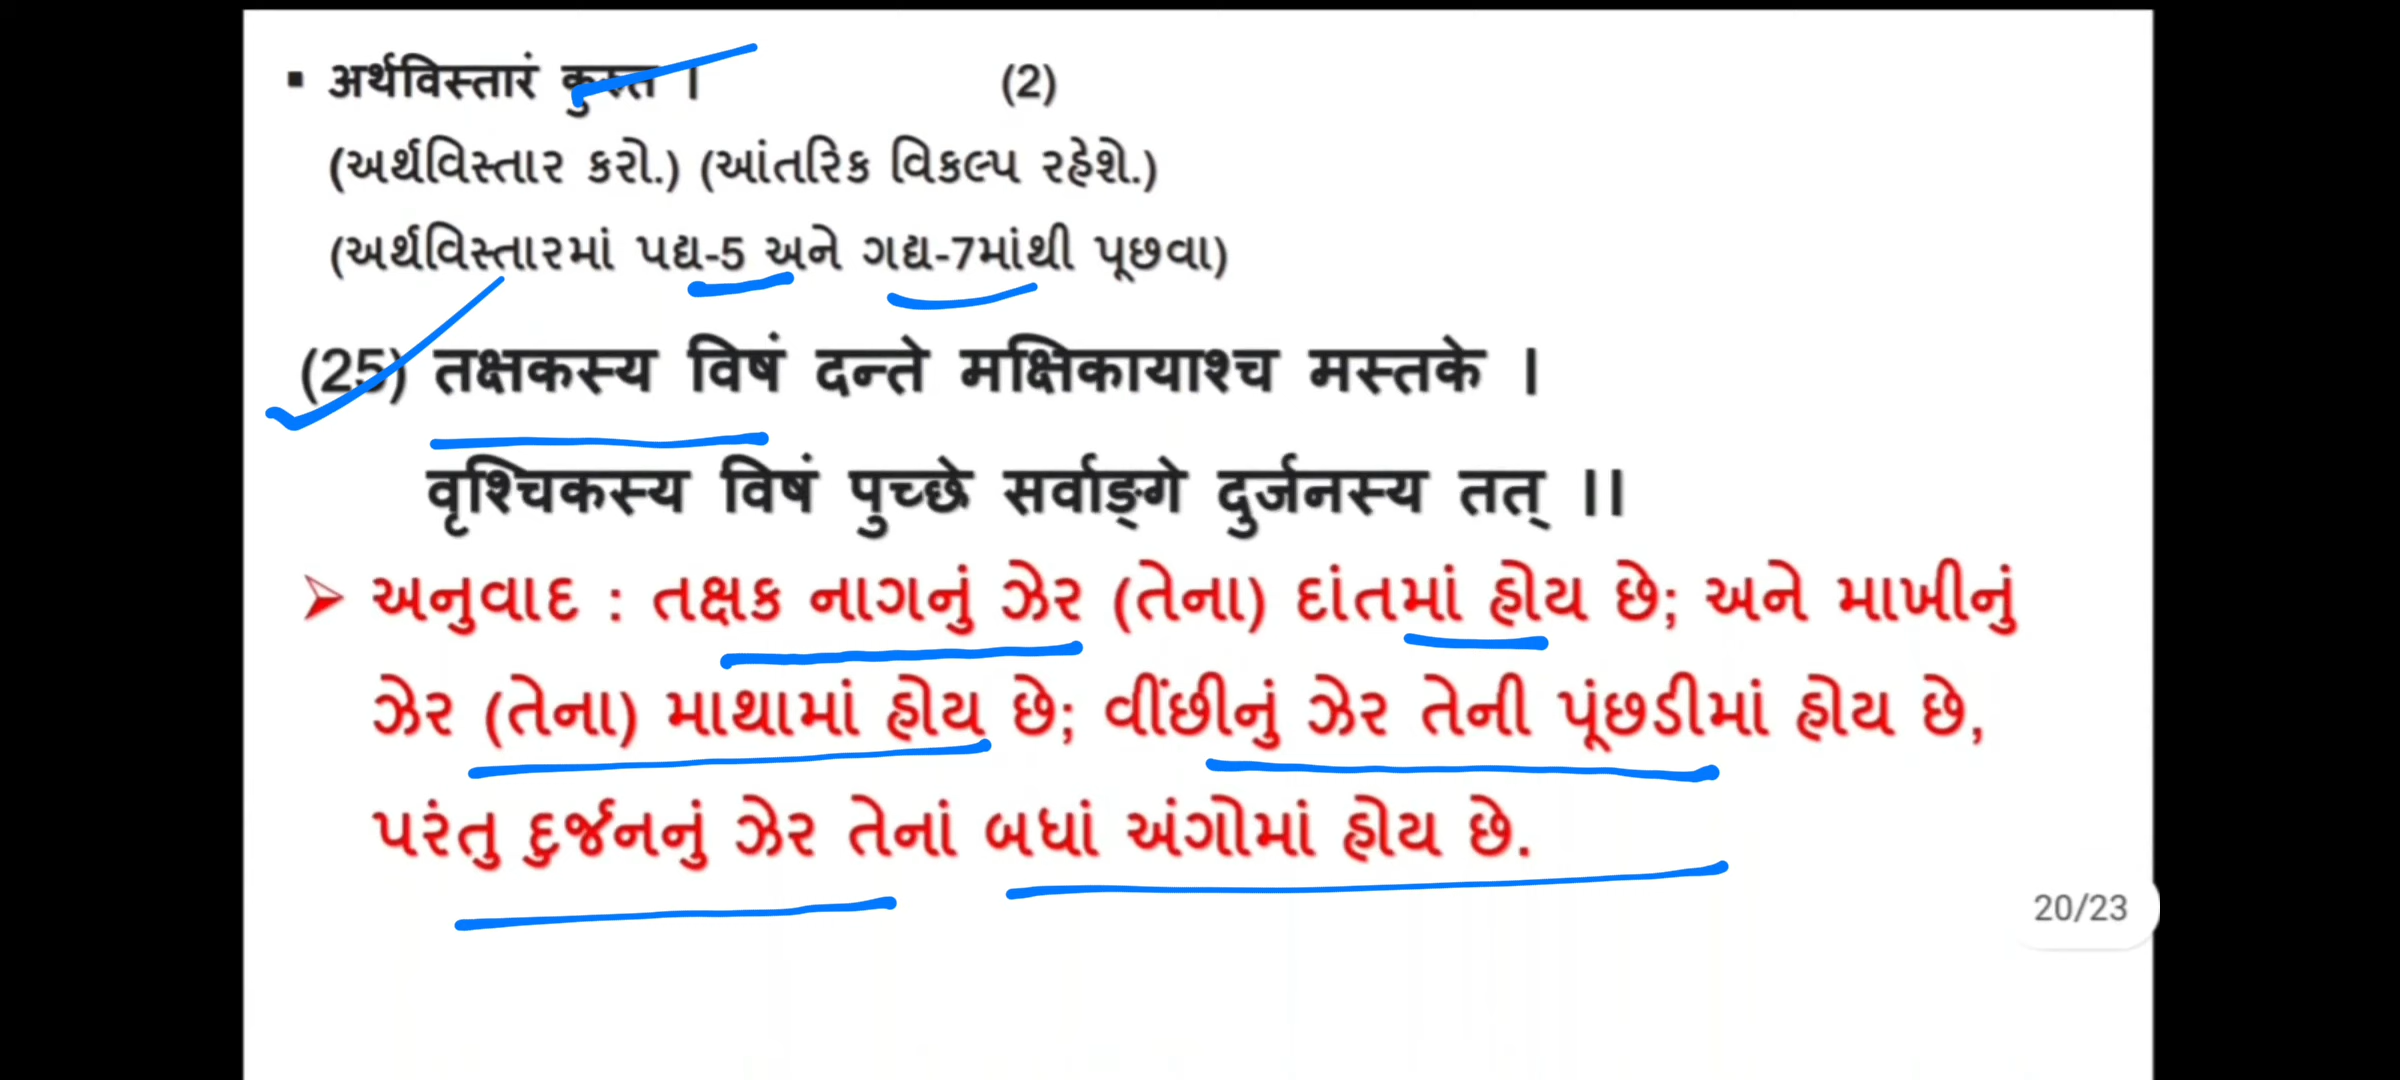 ▪ अर्थविस्तारं कुरुत । (2)
(અર્થવિસ્તાર કરો.) (આંતરિક વિકલ્પ રહેશે.)
(અર્થવિસ્તારમાં પદ્ય-5 અને ગદ્ય-7માંથી પૂછવા)
(25) तक्षकस्य विषं दन्ते मक्षिकायाश्च मस्तके ।
वृश्चिकस्य विषं पुच्छे सर्वाङ्गे दुर्जनस्य तत् ।।
➢ અનુવાદ : તક્ષક નાગનું ઝેર (તેના) દાંતમાં હોય છે; અને માખીનું
ઝેર (તેના) માથામાં હોય છે; વીંછીનું ઝેર તેની પૂંછડીમાં હોય છે,
પરંતુ દુર્જનનું ઝેર તેનાં બધાં અંગોમાં હોય છે.
20/23